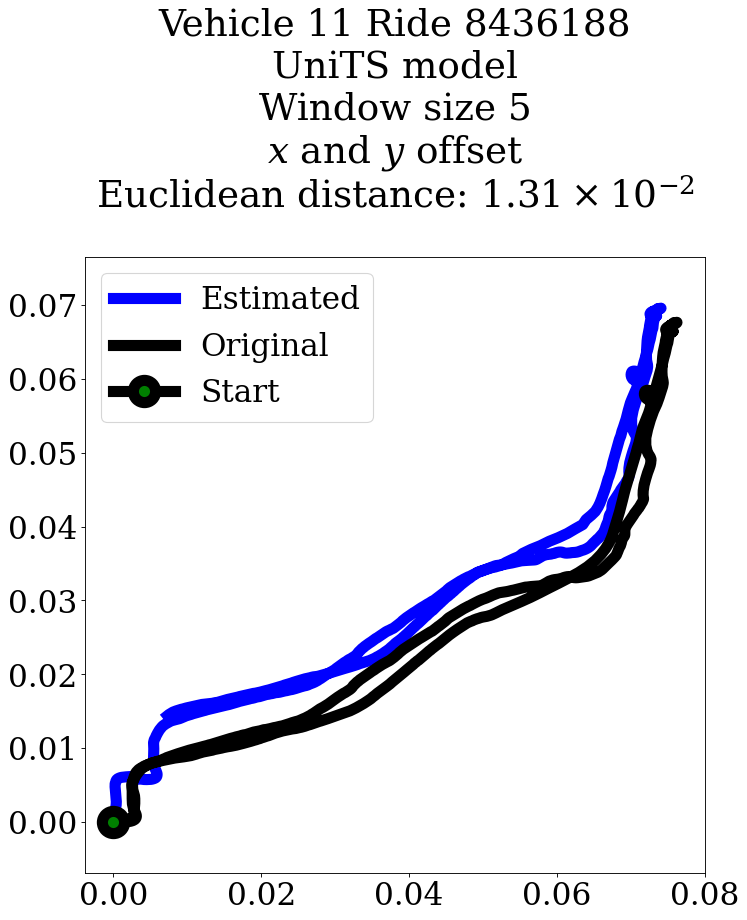 Vehicle 11 Ride 8436188
UniTS model
Window size 5
x and y offset
Euclidean distance: 1.31 × 10⁻²
Estimated
Original
Start
0.07
0.06
0.05
0.04
0.03
0.02
0.01
0.00
0.00 0.02 0.04 0.06 0.08